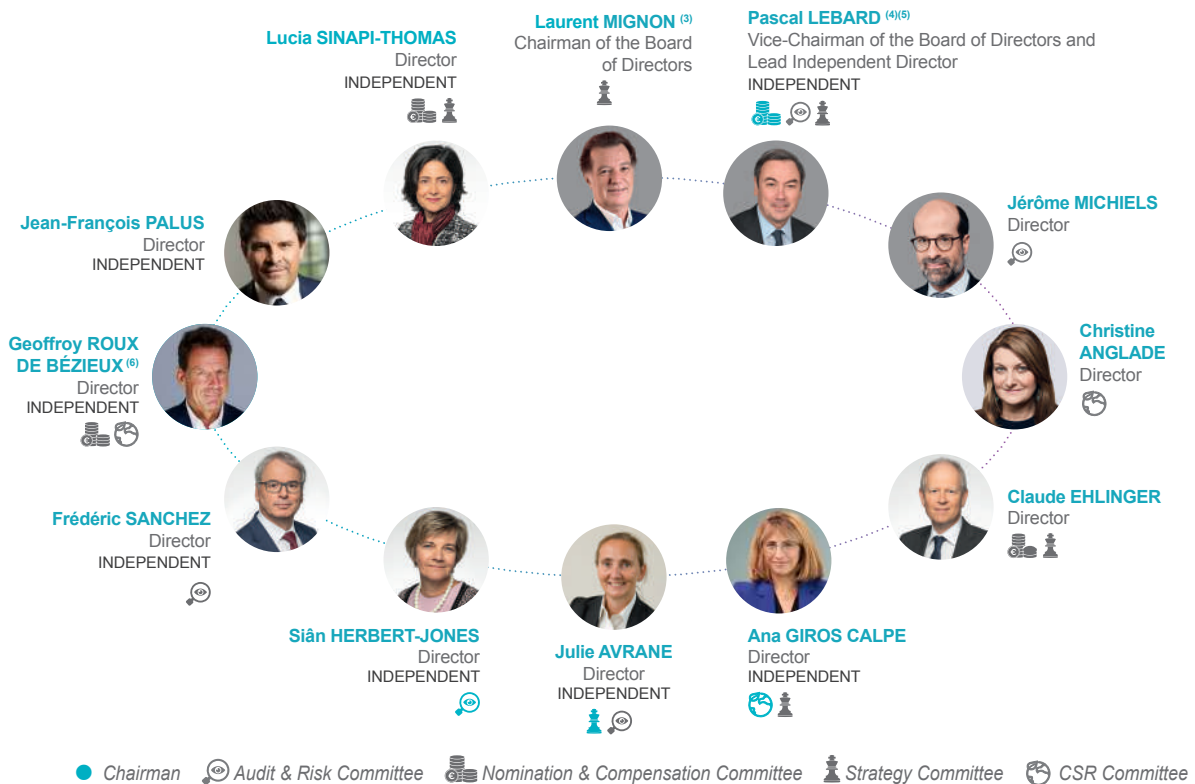 Laurent MIGNON (3)
Chairman of the Board
of Directors
Pascal LEBARD (4)(5)
Vice-Chairman of the Board of Directors and
Lead Independent Director
INDEPENDENT
Lucia SINAPI-THOMAS
Director
INDEPENDENT
Jérôme MICHIELS
Director
Jean-François PALUS
Director
INDEPENDENT
Christine
ANGLADE
Director
Geoffroy ROUX
DE BÉZIEUX (6)
Director
INDEPENDENT
Claude EHLINGER
Director
Frédéric SANCHEZ
Director
INDEPENDENT
Siân HERBERT-JONES
Director
INDEPENDENT
Julie AVRANE
Director
INDEPENDENT
Ana GIROS CALPE
Director
INDEPENDENT
Chairman Audit & Risk Committee Nomination & Compensation Committee Strategy Committee CSR Committee